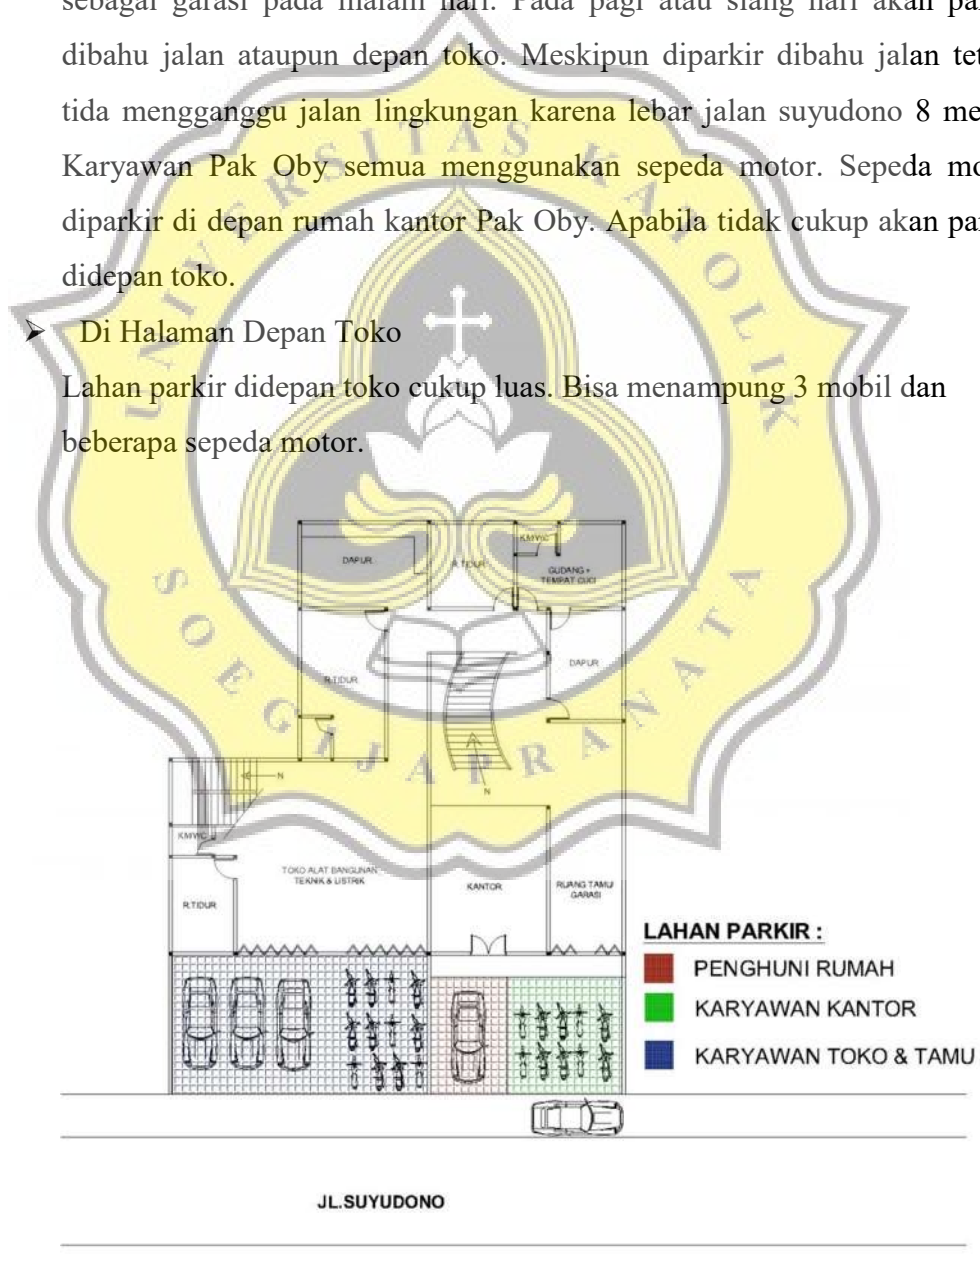 sebagai garasi pada malam hari. Pada pagi atau siang hari akan
dibahu jalan ataupun depan toko. Meskipun diparkir dibahu jalan
tida mengganggu jalan lingkungan karena lebar jalan suyudono 8
Karyawan Pak Oby semua menggunakan sepeda motor. Sepeda
diparkir di depan rumah kantor Pak Oby. Apabila tidak cukup akan
didepan toko.
➢ Di Halaman Depan Toko
Lahan parkir didepan toko cukup luas. Bisa menampung 3 mobil dan
beberapa sepeda motor.
UNIVERSITAS KATOLIK
SOEGIJAPRANATA
DAPUR
R.TIDUR
KM/WC
GUDANG +
TEMPAT CUCI
R.TIDUR
DAPUR
N
N
KM/WC
TOKO ALAT BANGUNAN,
TEKNIK & LISTRIK
R.TIDUR
KANTOR
RUANG TAMU
GARASI
LAHAN PARKIR :
PENGHUNI RUMAH
KARYAWAN KANTOR
KARYAWAN TOKO & TAMU
JL.SUYUDONO